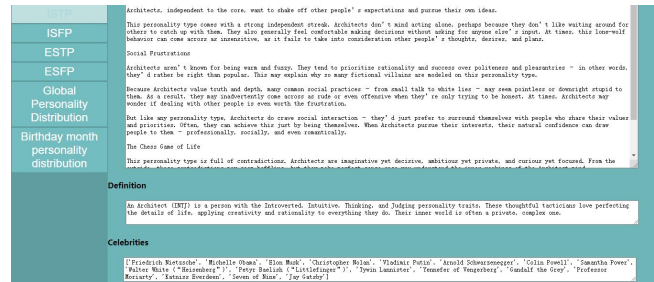 ISTP
ISFP
ESTP
ESFP
Global
Personality
Distribution
Birthday month
personality
distribution
Architects, independent to the core, want to shake off other people's expectations and pursue their own ideas.
This personality type comes with a strong independent streak. Architects don't mind acting alone, perhaps because they don't like waiting around for
others to catch up with them. They also generally feel comfortable making decisions without asking for anyone else's input. At times, this lone-wolf
behavior can come across as insensitive, as it fails to take into consideration other people's thoughts, desires, and plans.
Social Frustrations
Architects aren't known for being warm and fuzzy. They tend to prioritize rationality and success over politeness and pleasantries – in other words,
they'd rather be right than popular. This may explain why so many fictional villains are modeled on this personality type.
Because Architects value truth and depth, many common social practices – from small talk to white lies – may seem pointless or downright stupid to
them. As a result, they may inadvertently come across as rude or even offensive when they're only trying to be honest. At times, Architects may
wonder if dealing with other people is even worth the frustration.
But like any personality type, Architects do crave social interaction – they'd just prefer to surround themselves with people who share their values
and priorities. Often, they can achieve this just by being themselves. When Architects pursue their interests, their natural confidence can draw
people to them – professionally, socially, and even romantically.
The Chess Game of Life
This personality type is full of contradictions. Architects are imaginative yet decisive, ambitious yet private, and curious yet focused. From the
Definition
An Architect (INTJ) is a person with the Introverted, Intuitive, Thinking, and Judging personality traits. These thoughtful tacticians love perfecting
the details of life, applying creativity and rationality to everything they do. Their inner world is often a private, complex one.
Celebrities
['Friedrich Nietzsche', 'Michelle Obama', 'Elon Musk', 'Christopher Nolan', 'Vladimir Putin', 'Arnold Schwarzenegger', 'Colin Powell', 'Samantha Power',
'Walter White ("Heisenberg")', 'Petyr Baelish ("Littlefinger")', 'Tywin Lannister', 'Yennefer of Vengerberg', 'Gandalf the Grey', 'Professor
Moriarty', 'Katniss Everdeen', 'Seven of Nine', 'Jay Gatsby']